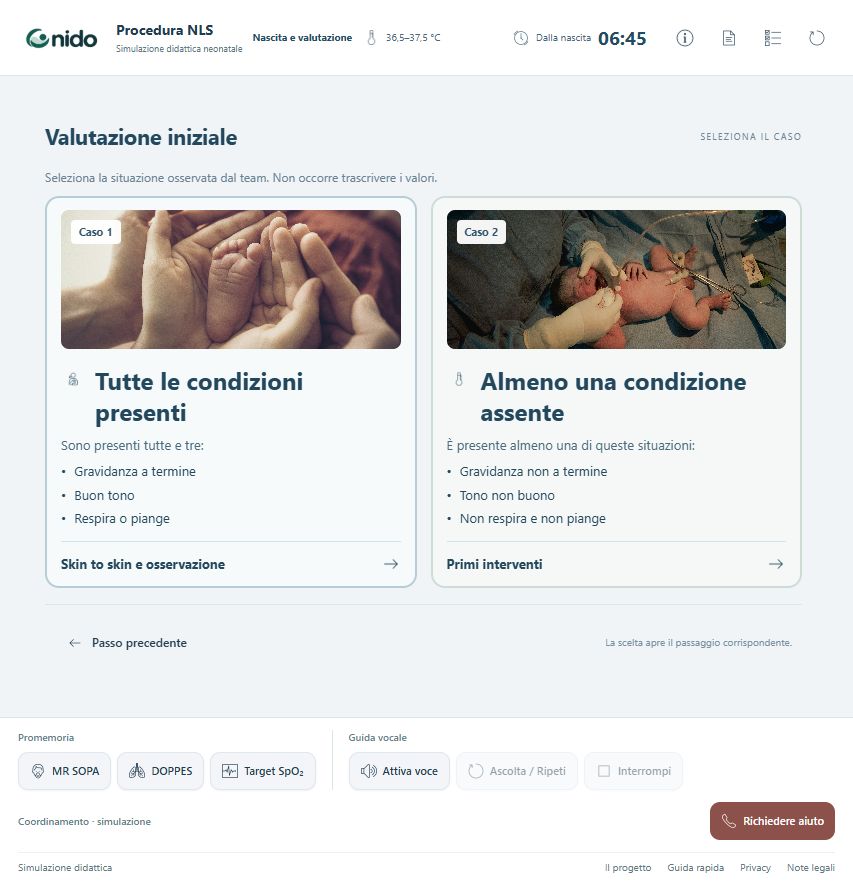 nido
Procedura NLS
Simulazione didattica neonatale
Nascita e valutazione
36,5–37,5 °C
Dalla nascita 06:45
Valutazione iniziale
SELEZIONA IL CASO
Seleziona la situazione osservata dal team. Non occorre trascrivere i valori.
Caso 1
Tutte le condizioni
presenti
Sono presenti tutte e tre:
• Gravidanza a termine
• Buon tono
• Respira o piange
Skin to skin e osservazione
Caso 2
Almeno una condizione
assente
È presente almeno una di queste situazioni:
• Gravidanza non a termine
• Tono non buono
• Non respira e non piange
Primi interventi
Passo precedente
La scelta apre il passaggio corrispondente.
Promemoria
MR SOPA
DOPPES
Target SpO₂
Guida vocale
Attiva voce
Ascolta / Ripeti
Interrompi
Coordinamento · simulazione
Richiedere aiuto
Simulazione didattica
Il progetto
Guida rapida
Privacy
Note legali